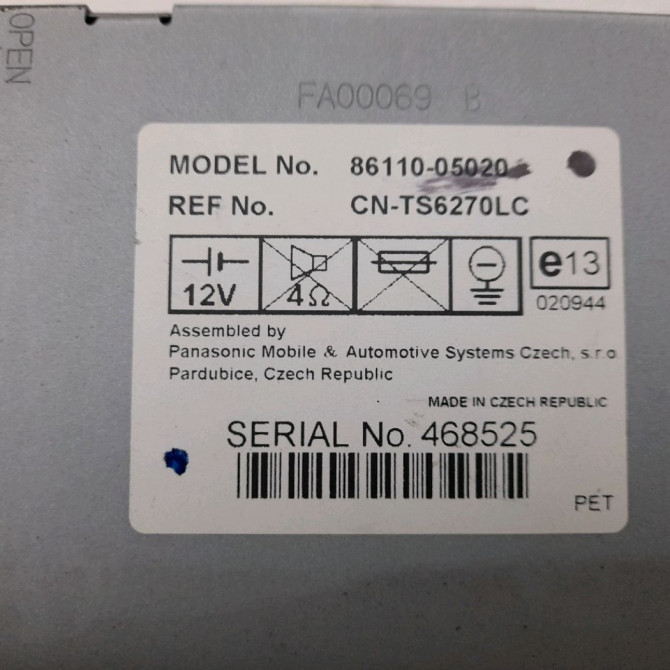 OPEN
FA00069 B
MODEL No. 86110-05020
REF No. CN-TS6270LC
12V 4Ω e13
020944
Assembled by
Panasonic Mobile & Automotive Systems Czech, s.r.o
Pardubice, Czech Republic
MADE IN CZECH REPUBLIC
SERIAL No. 468525
PET